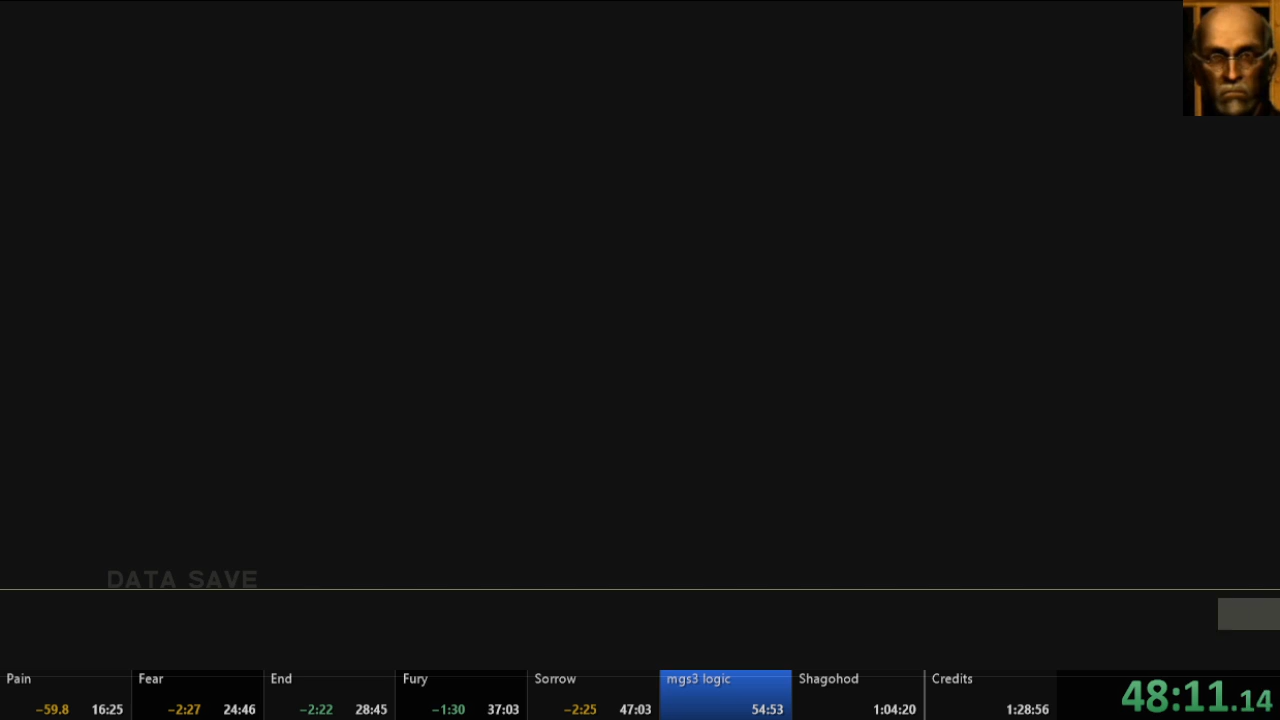 DATA SAVE
Pain Fear End Fury Sorrow mgs3 logic Shagohod Credits
−59.8 16:25 −2:27 24:46 −2:22 28:45 −1:30 37:03 −2:25 47:03 54:53 1:04:20 1:28:56 48:11.14